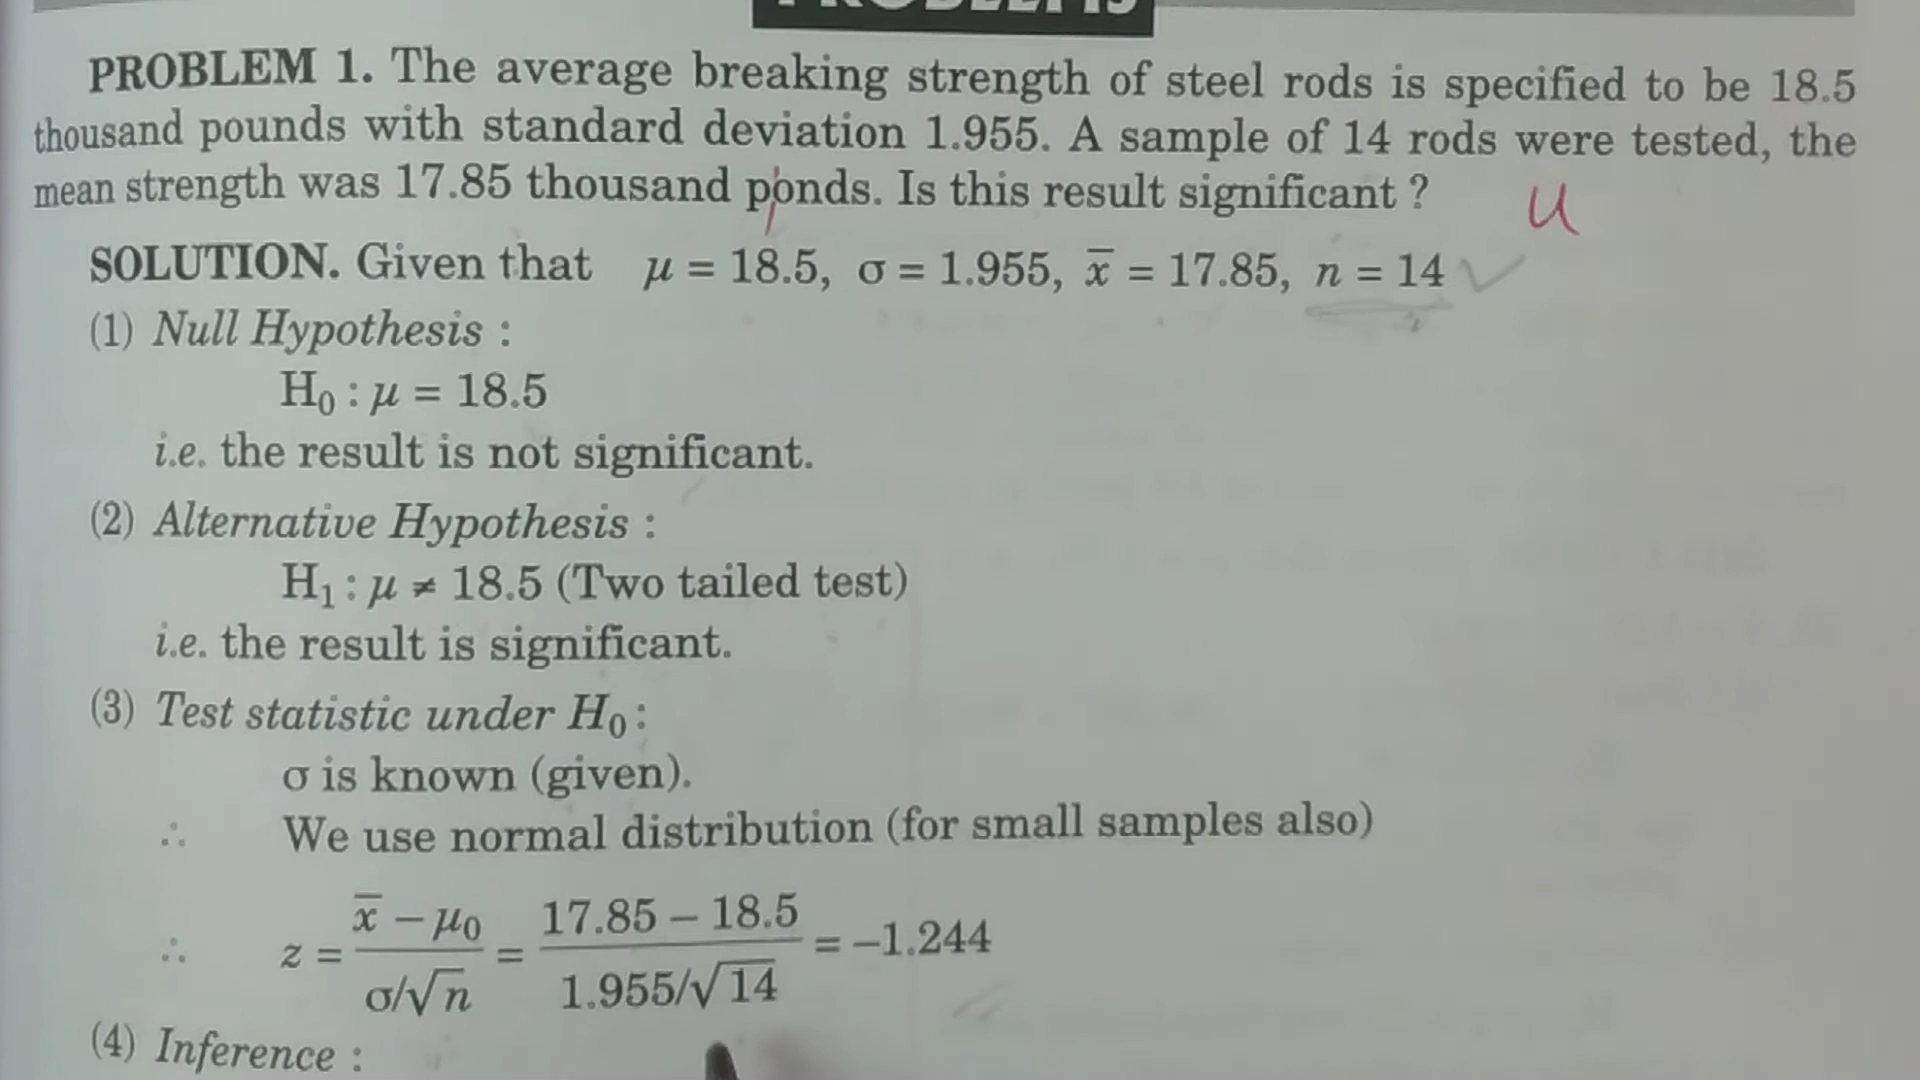 PROBLEMS
PROBLEM 1. The average breaking strength of steel rods is specified to be 18.5
thousand pounds with standard deviation 1.955. A sample of 14 rods were tested, the
mean strength was 17.85 thousand ponds. Is this result significant ?
u
SOLUTION. Given that μ = 18.5, σ = 1.955, x̄ = 17.85, n = 14
(1) Null Hypothesis :
H₀ : μ = 18.5
i.e. the result is not significant.
(2) Alternative Hypothesis :
H₁ : μ ≠ 18.5 (Two tailed test)
i.e. the result is significant.
(3) Test statistic under H₀ :
σ is known (given).
∴ We use normal distribution (for small samples also)
∴ z = (x̄ – μ₀)/(σ/√n) = (17.85 – 18.5)/(1.955/√14) = –1.244
(4) Inference :